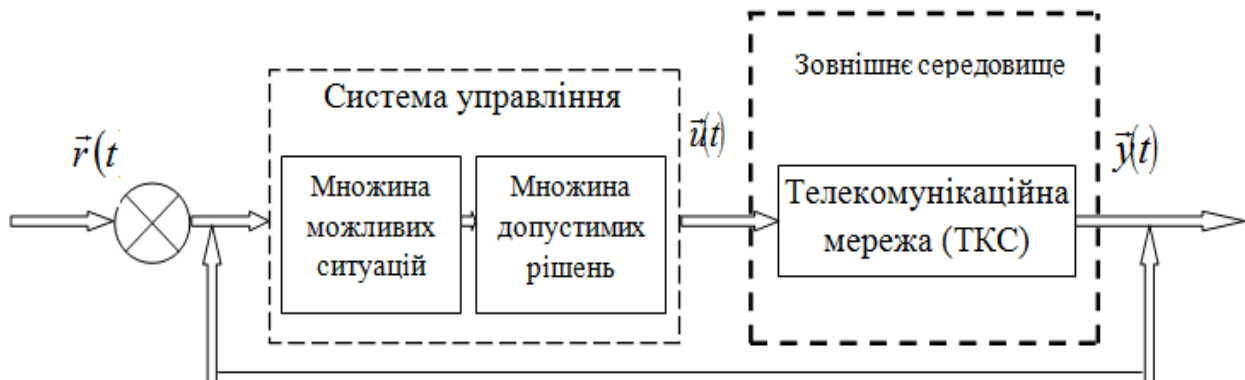 Зовнішнє середовище
Система управління
r⃗(t
u⃗(t)
y⃗(t)
Множина
можливих
ситуацій
Множина
допустимих
рішень
Телекомунікаційна
мережа (ТКС)